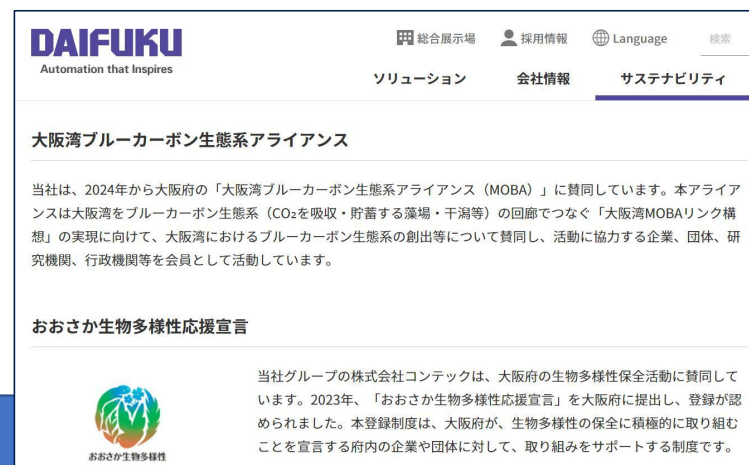 DAIFUKU
Automation that Inspires
総合展示場 採用情報 Language 検索
ソリューション 会社情報 サステナビリティ
大阪湾ブルーカーボン生態系アライアンス
当社は、2024年から大阪府の「大阪湾ブルーカーボン生態系アライアンス（MOBA）」に賛同しています。本アライア
ンスは大阪湾をブルーカーボン生態系（CO₂を吸収・貯蓄する藻場・干潟等）の回廊でつなぐ「大阪湾MOBAリンク構
想」の実現に向けて、大阪湾におけるブルーカーボン生態系の創出等について賛同し、活動に協力する企業、団体、研
究機関、行政機関等を会員として活動しています。
おおさか生物多様性応援宣言
当社グループの株式会社コンテックは、大阪府の生物多様性保全活動に賛同して
います。2023年、「おおさか生物多様性応援宣言」を大阪府に提出し、登録が認
められました。本登録制度は、大阪府が、生物多様性の保全に積極的に取り組む
ことを宣言する府内の企業や団体に対して、取り組みをサポートする制度です。
おおさか生物多様性